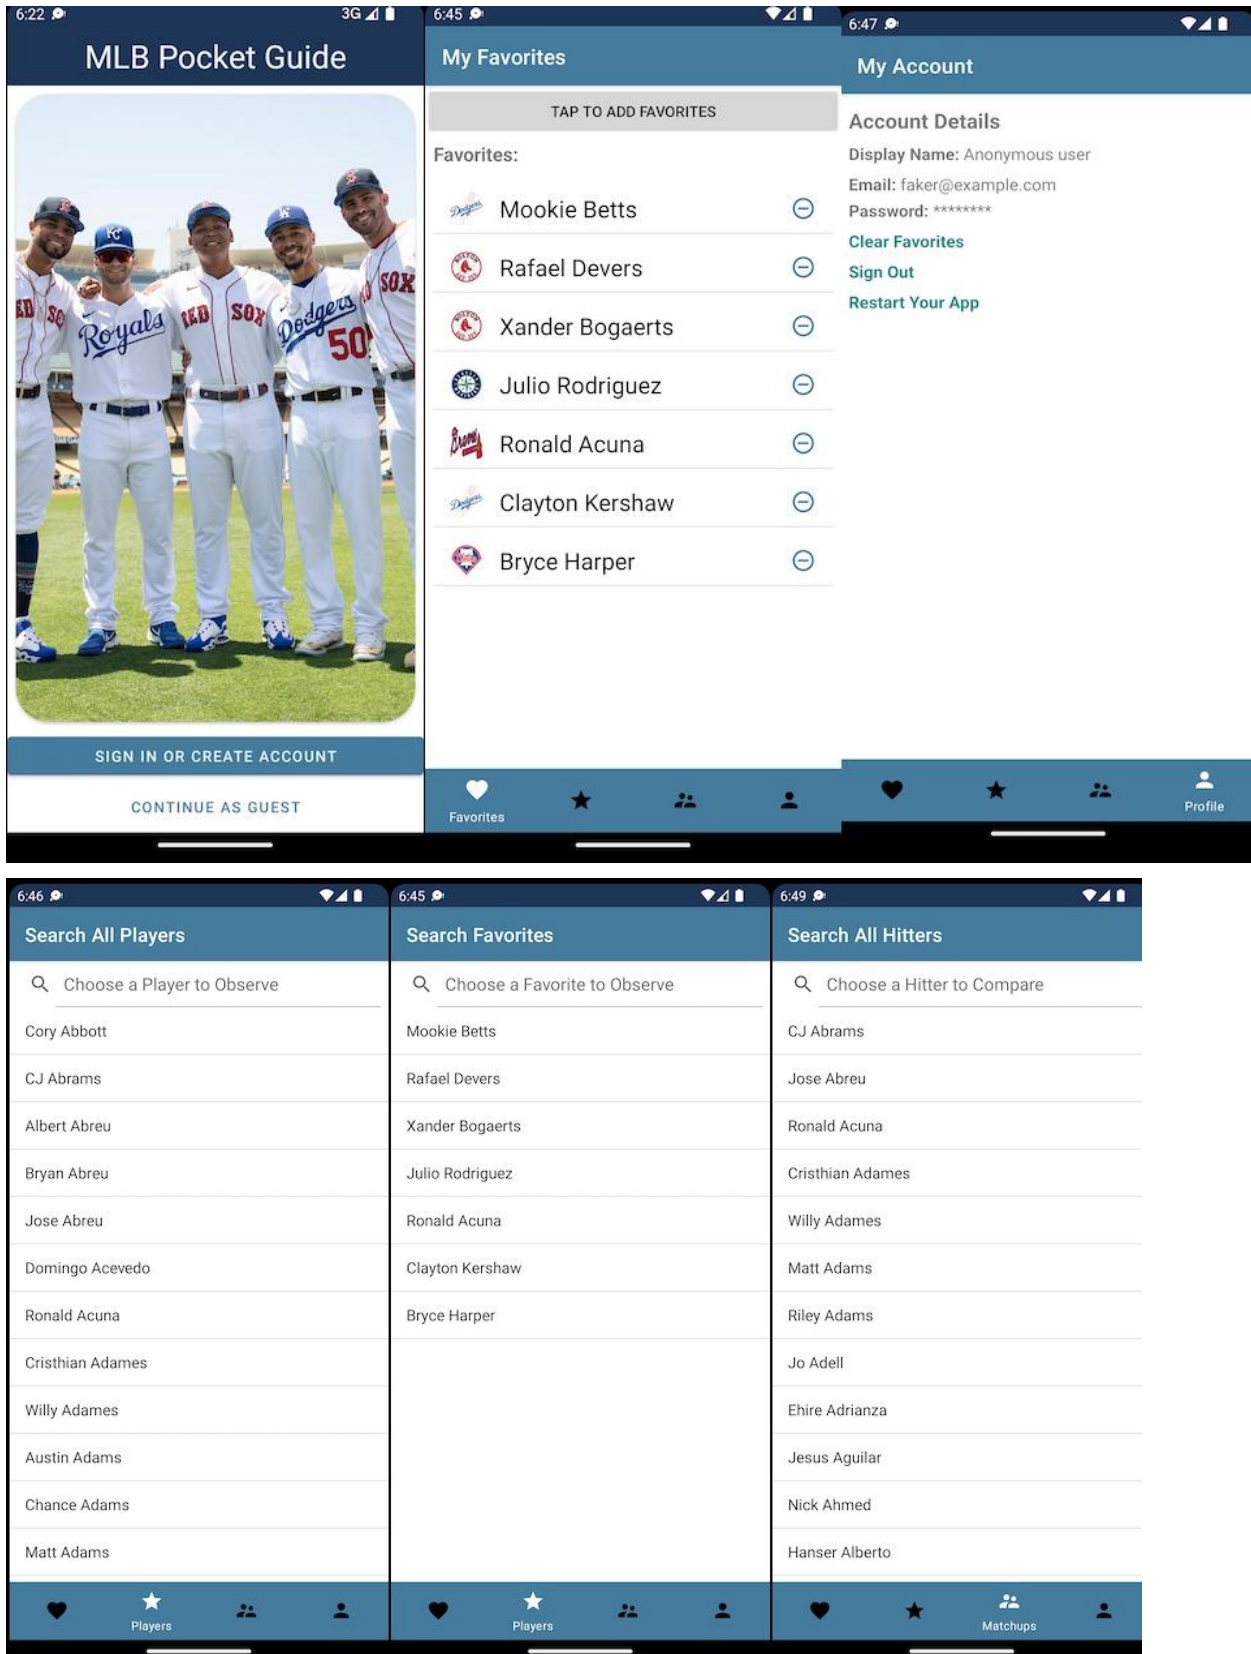 6:22
3G
MLB Pocket Guide
KC
RED SOX
Royals
RED SOX
Dodgers
50
SOX
SIGN IN OR CREATE ACCOUNT
CONTINUE AS GUEST
6:45
My Favorites
TAP TO ADD FAVORITES
Favorites:
Dodgers
Mookie Betts
Rafael Devers
Xander Bogaerts
Julio Rodriguez
Braves
Ronald Acuna
Dodgers
Clayton Kershaw
Bryce Harper
Favorites
6:47
My Account
Account Details
Display Name: Anonymous user
Email: faker@example.com
Password: ********
Clear Favorites
Sign Out
Restart Your App
Profile
6:46
Search All Players
Choose a Player to Observe
Cory Abbott
CJ Abrams
Albert Abreu
Bryan Abreu
Jose Abreu
Domingo Acevedo
Ronald Acuna
Cristhian Adames
Willy Adames
Austin Adams
Chance Adams
Matt Adams
Players
6:45
Search Favorites
Choose a Favorite to Observe
Mookie Betts
Rafael Devers
Xander Bogaerts
Julio Rodriguez
Ronald Acuna
Clayton Kershaw
Bryce Harper
Players
6:49
Search All Hitters
Choose a Hitter to Compare
CJ Abrams
Jose Abreu
Ronald Acuna
Cristhian Adames
Willy Adames
Matt Adams
Riley Adams
Jo Adell
Ehire Adrianza
Jesus Aguilar
Nick Ahmed
Hanser Alberto
Matchups